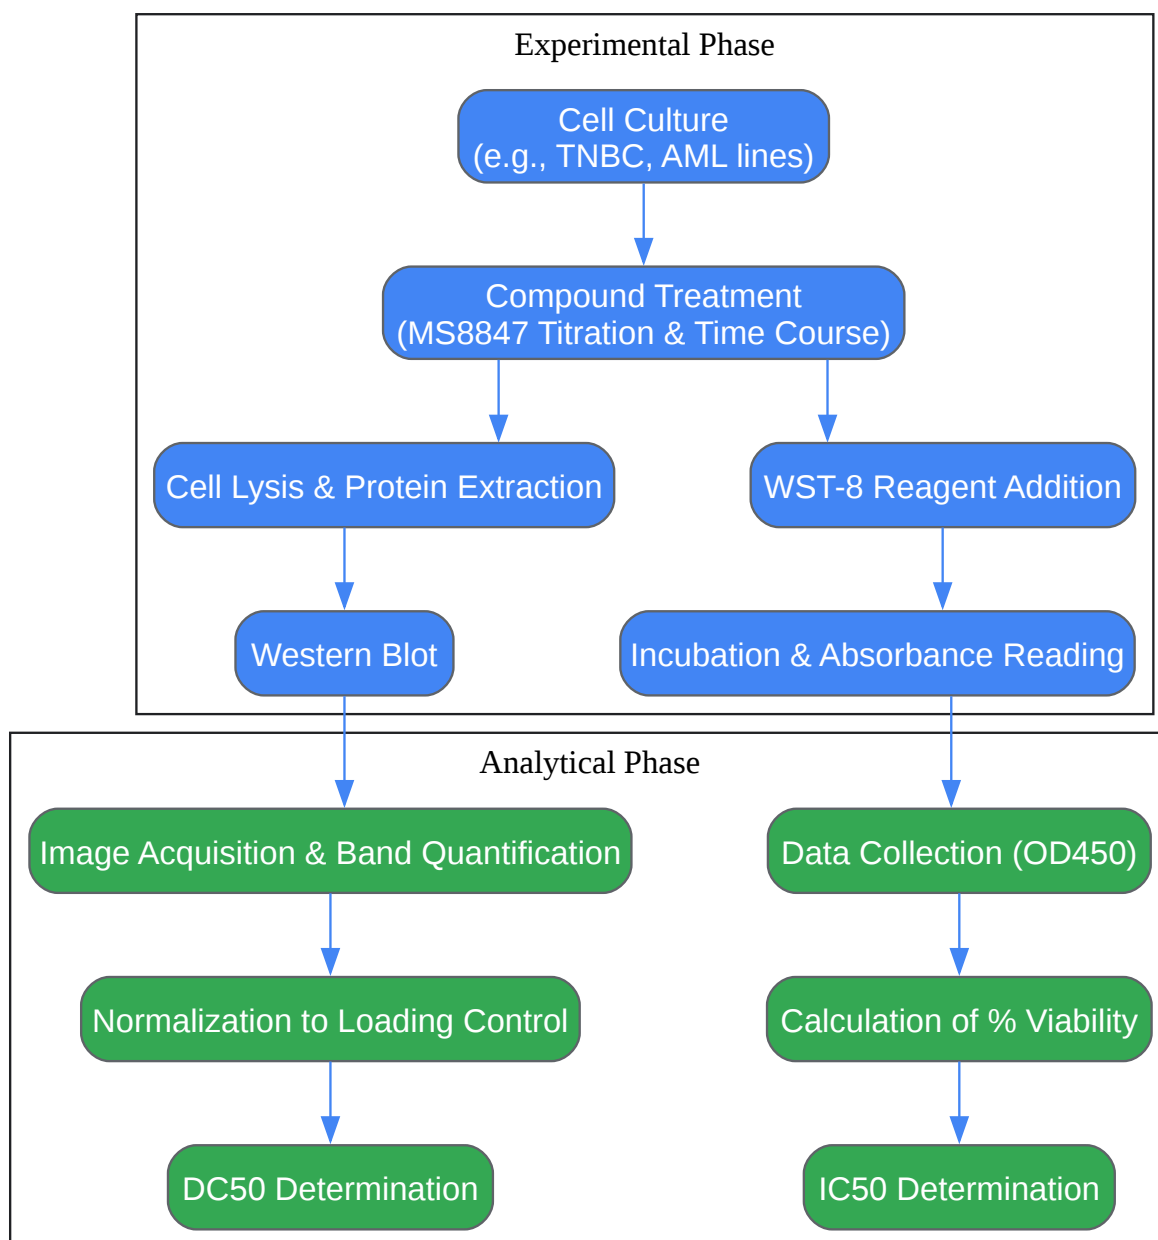 Experimental Phase
Cell Culture
(e.g., TNBC, AML lines)
Compound Treatment
(MS8847 Titration & Time Course)
Cell Lysis & Protein Extraction
WST-8 Reagent Addition
Western Blot
Incubation & Absorbance Reading
Analytical Phase
Image Acquisition & Band Quantification
Data Collection (OD450)
Normalization to Loading Control
Calculation of % Viability
DC50 Determination
IC50 Determination